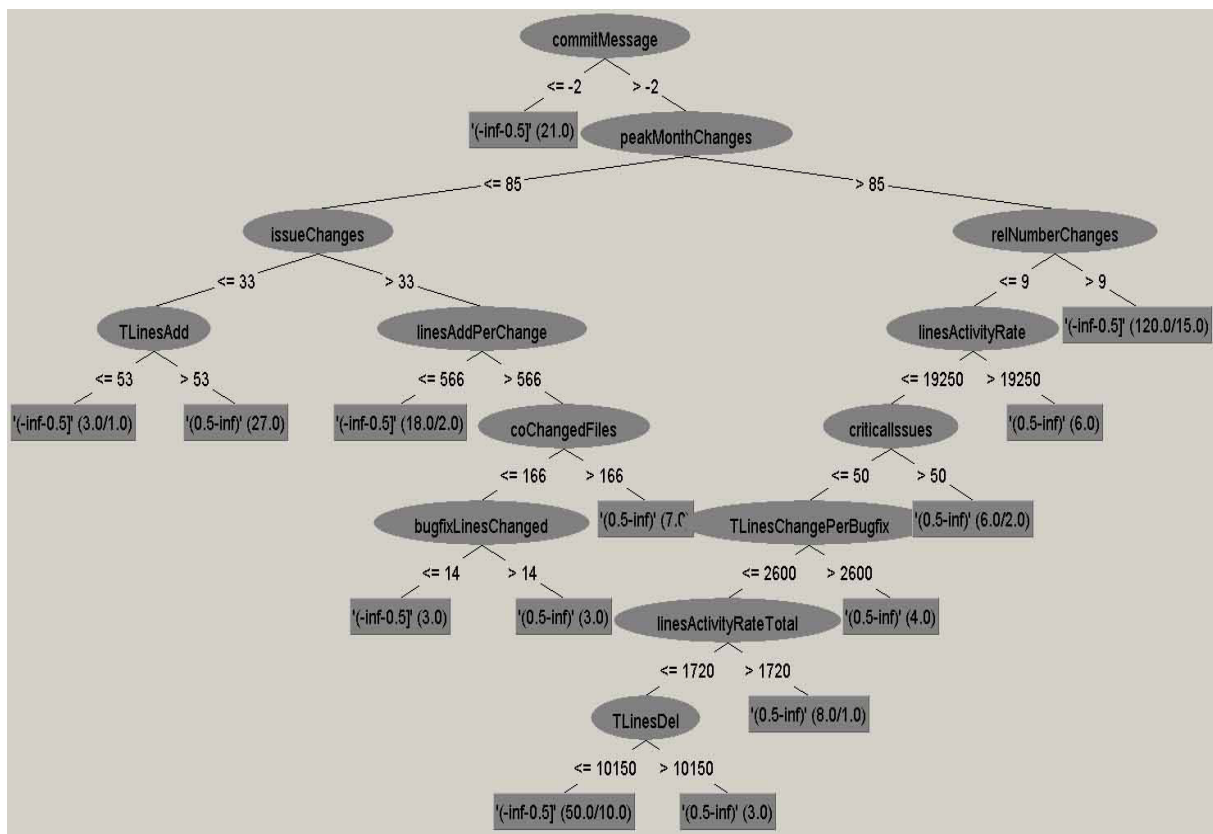 commitMessage
<= -2 > -2
'(-inf-0.5]' (21.0) peakMonthChanges
<= 85 > 85
issueChanges relNumberChanges
<= 33 > 33 <= 9 > 9
TLinesAdd linesAddPerChange linesActivityRate '(-inf-0.5]' (120.0/15.0)
<= 53 > 53 <= 566 > 566 <= 19250 > 19250
'(-inf-0.5]' (3.0/1.0) '(0.5-inf)' (27.0) '(-inf-0.5]' (18.0/2.0) coChangedFiles criticalIssues '(0.5-inf)' (6.0)
<= 166 > 166 <= 50 > 50
bugfixLinesChanged '(0.5-inf)' (7.0 TLinesChangePerBugfix '(0.5-inf)' (6.0/2.0)
<= 14 > 14 <= 2600 > 2600
'(-inf-0.5]' (3.0) '(0.5-inf)' (3.0) linesActivityRateTotal '(0.5-inf)' (4.0)
<= 1720 > 1720
TLinesDel '(0.5-inf)' (8.0/1.0)
<= 10150 > 10150
'(-inf-0.5]' (50.0/10.0) '(0.5-inf)' (3.0)